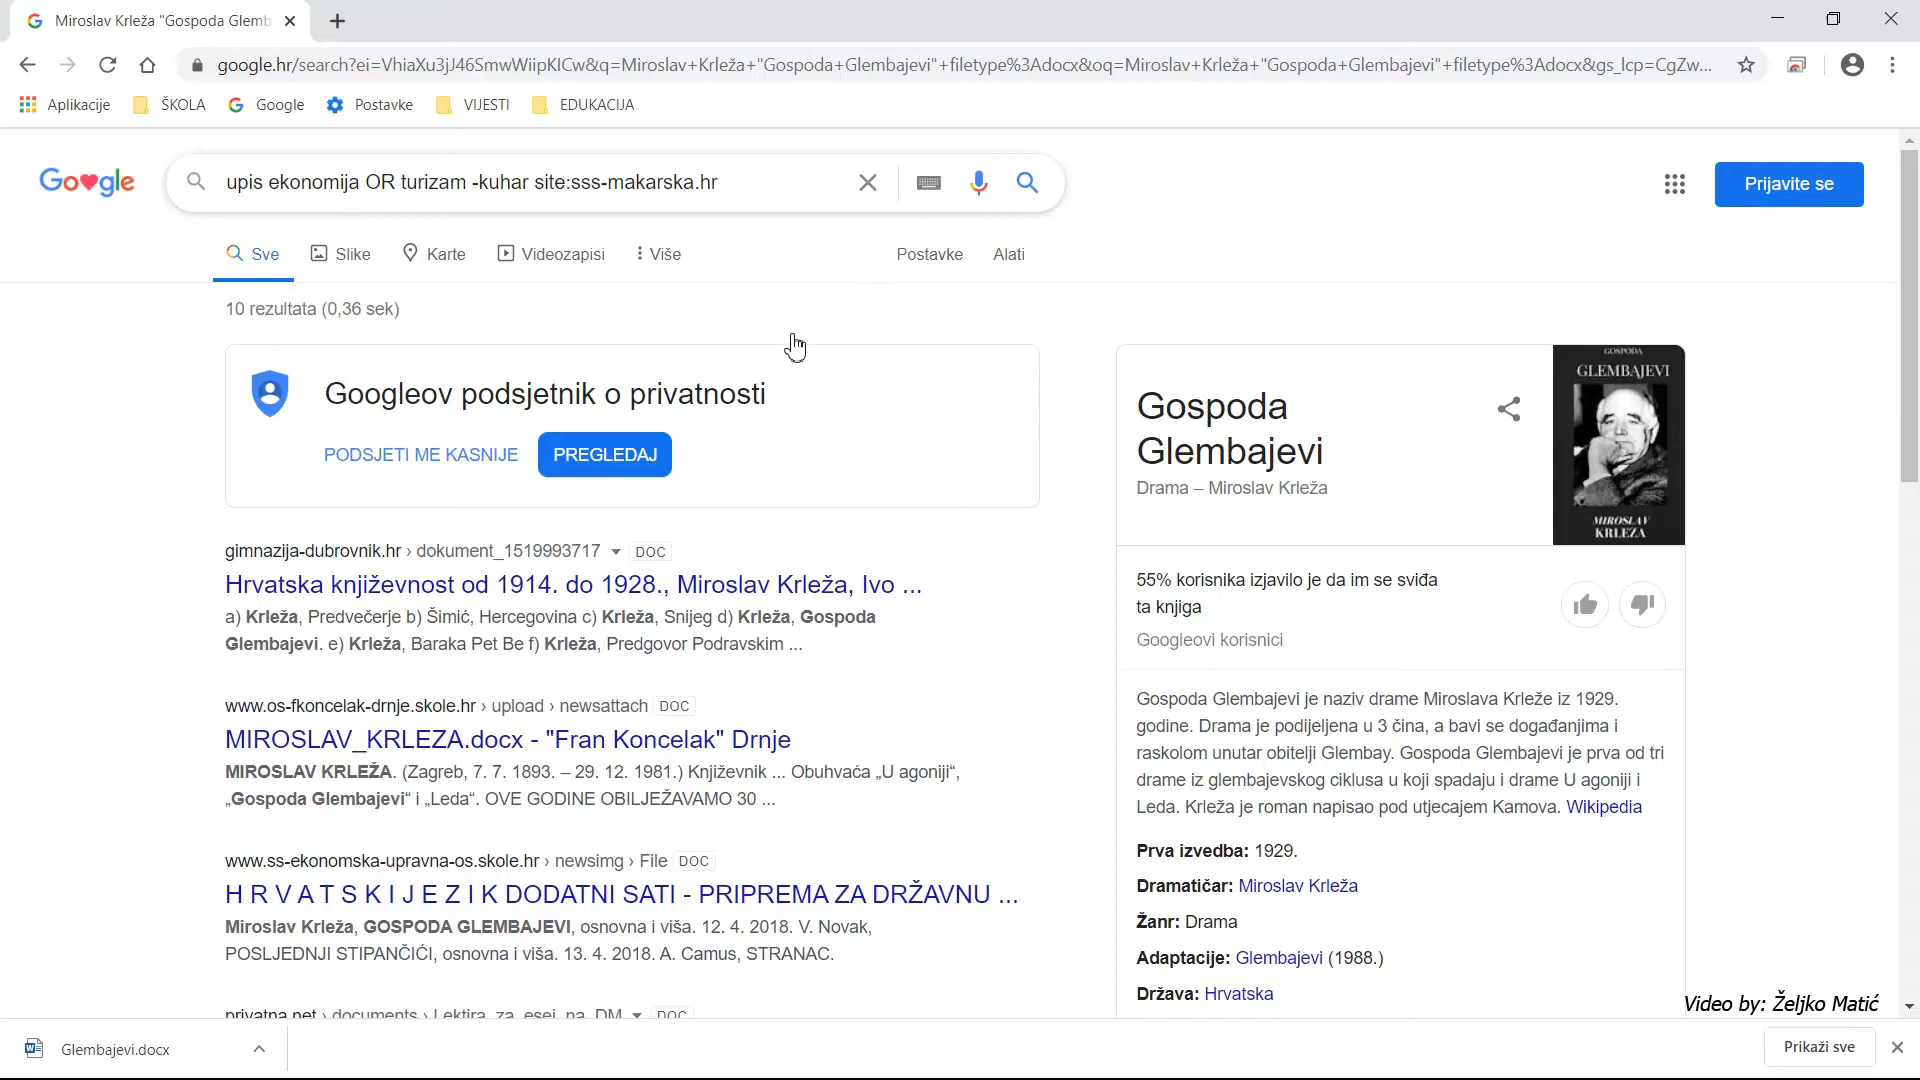 Miroslav Krleža "Gospoda Glemb
google.hr/search?ei=VhiaXu3jJ46SmwWiipKICw&q=Miroslav+Krleža+"Gospoda+Glembajevi"+filetype%3Adocx&oq=Miroslav+Krleža+"Gospoda+Glembajevi"+filetype%3Adocx&gs_lcp=CgZw...
Aplikacije ŠKOLA Google Postavke VIJESTI EDUKACIJA
Google
upis ekonomija OR turizam -kuhar site:sss-makarska.hr
Prijavite se
Sve Slike Karte Videozapisi Više Postavke Alati
10 rezultata (0,36 sek)
Googleov podsjetnik o privatnosti
PODSJETI ME KASNIJE PREGLEDAJ
gimnazija-dubrovnik.hr › dokument_1519993717 DOC
Hrvatska književnost od 1914. do 1928., Miroslav Krleža, Ivo ...
a) Krleža, Predvečerje b) Šimić, Hercegovina c) Krleža, Snijeg d) Krleža, Gospoda
Glembajevi. e) Krleža, Baraka Pet Be f) Krleža, Predgovor Podravskim ...
www.os-fkoncelak-drnje.skole.hr › upload › newsattach DOC
MIROSLAV_KRLEZA.docx - "Fran Koncelak" Drnje
MIROSLAV KRLEŽA. (Zagreb, 7. 7. 1893. – 29. 12. 1981.) Književnik ... Obuhvaća „U agoniji“,
„Gospoda Glembajevi“ i „Leda“. OVE GODINE OBILJEŽAVAMO 30 ...
www.ss-ekonomska-upravna-os.skole.hr › newsimg › File DOC
H R V A T S K I J E Z I K DODATNI SATI - PRIPREMA ZA DRŽAVNU ...
Miroslav Krleža, GOSPODA GLEMBAJEVI, osnovna i viša. 12. 4. 2018. V. Novak,
POSLJEDNJI STIPANČIĆI, osnovna i viša. 13. 4. 2018. A. Camus, STRANAC.
privatna.net › documents › Lektira_za_esej_na_DM DOC
Gospoda
Glembajevi
Drama – Miroslav Krleža
GOSPODA
GLEMBAJEVI
MIROSLAV
KRLEZA
55% korisnika izjavilo je da im se sviđa
ta knjiga
Googleovi korisnici
Gospoda Glembajevi je naziv drame Miroslava Krleže iz 1929.
godine. Drama je podijeljena u 3 čina, a bavi se događanjima i
raskolom unutar obitelji Glembay. Gospoda Glembajevi je prva od tri
drame iz glembajevskog ciklusa u koji spadaju i drame U agoniji i
Leda. Krleža je roman napisao pod utjecajem Kamova. Wikipedia
Prva izvedba: 1929.
Dramatičar: Miroslav Krleža
Žanr: Drama
Adaptacije: Glembajevi (1988.)
Država: Hrvatska
Video by: Željko Matić
Glembajevi.docx
Prikaži sve